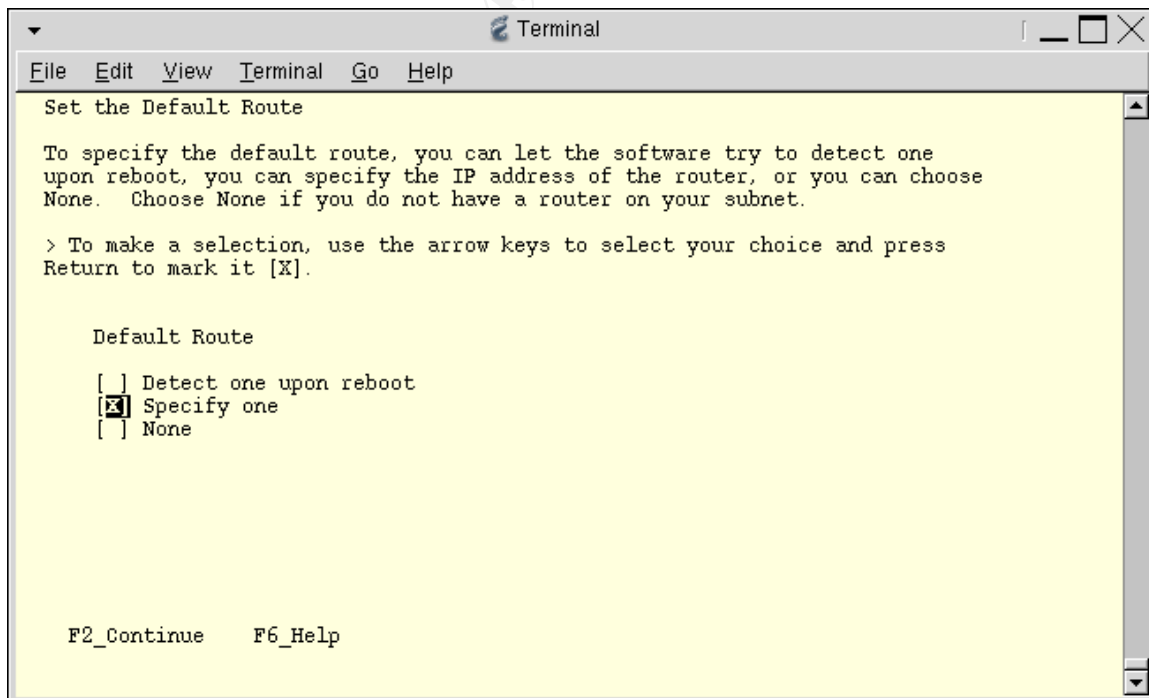 Terminal
File Edit View Terminal Go Help
Set the Default Route
To specify the default route, you can let the software try to detect one
upon reboot, you can specify the IP address of the router, or you can choose
None.  Choose None if you do not have a router on your subnet.
> To make a selection, use the arrow keys to select your choice and press
Return to mark it [X].
Default Route
[ ] Detect one upon reboot
[X] Specify one
[ ] None
F2_Continue F6_Help